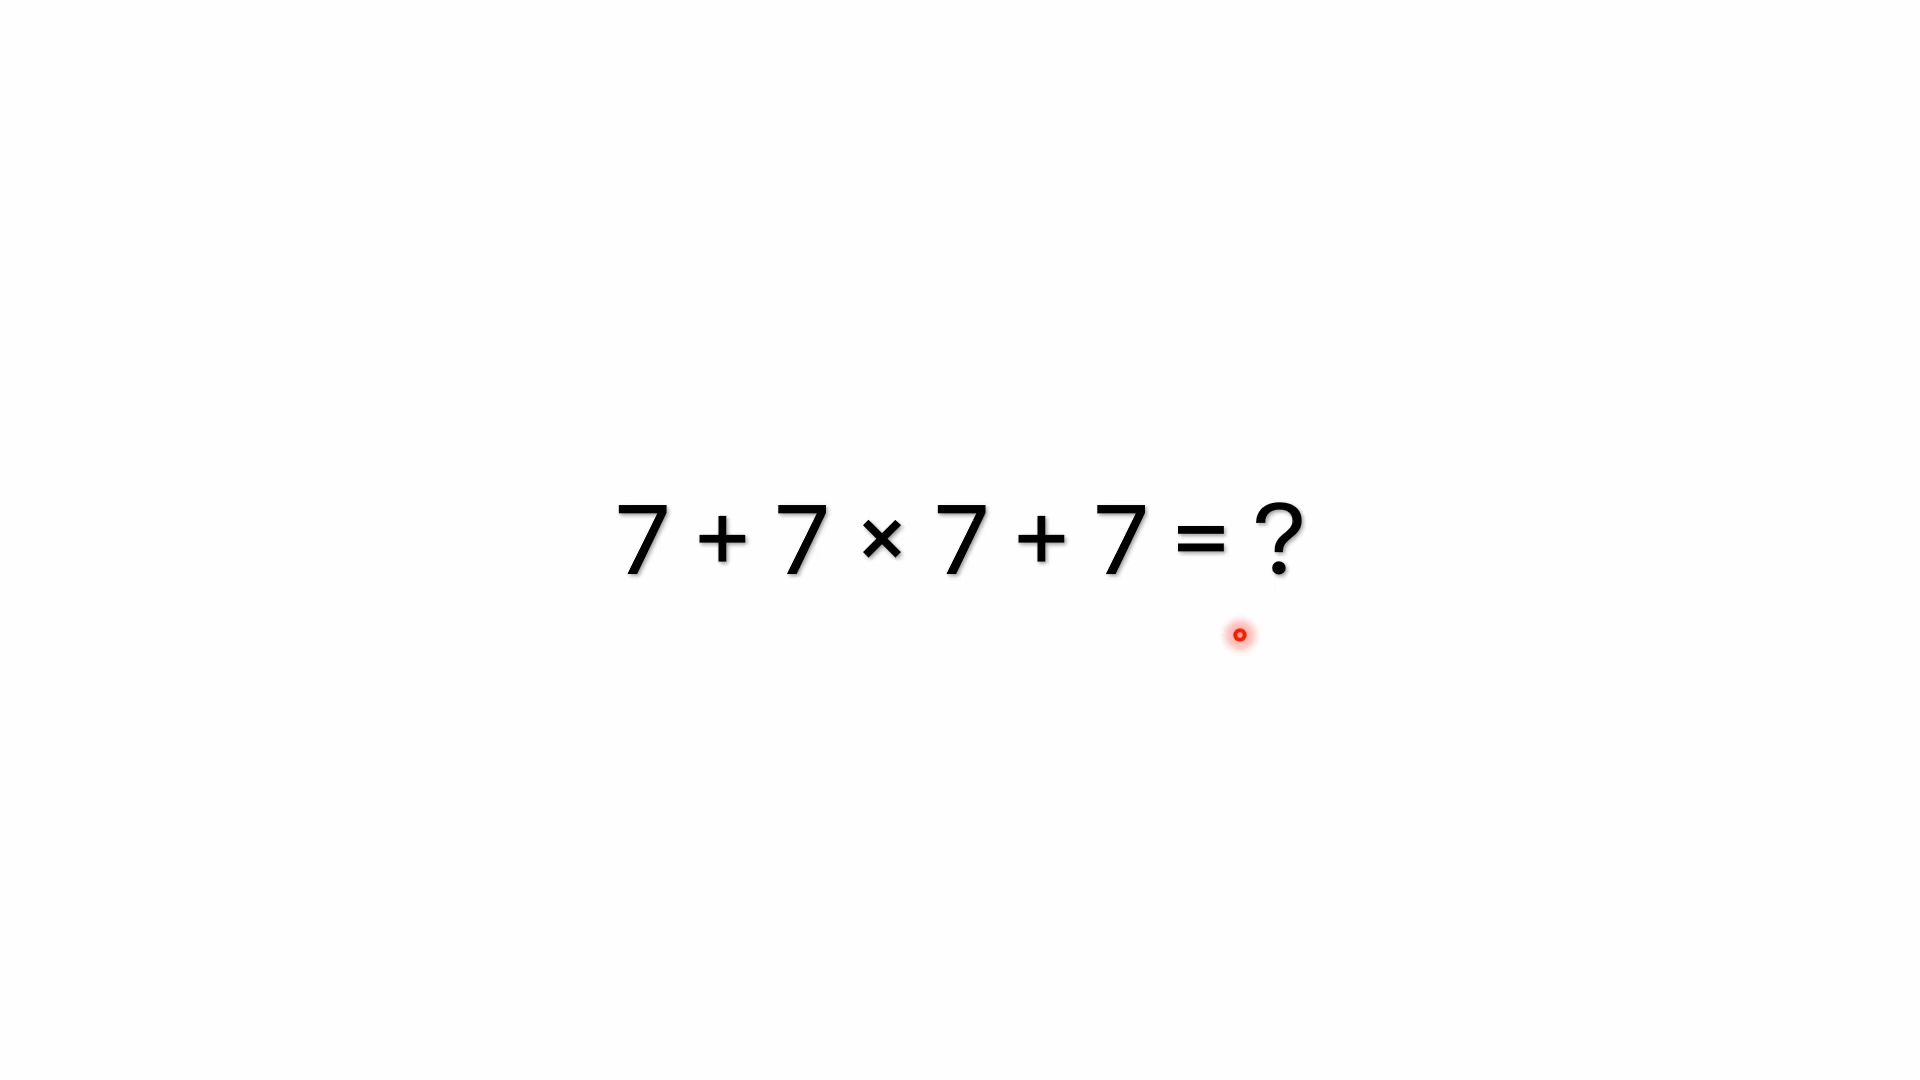 7 + 7 × 7 + 7 = ?